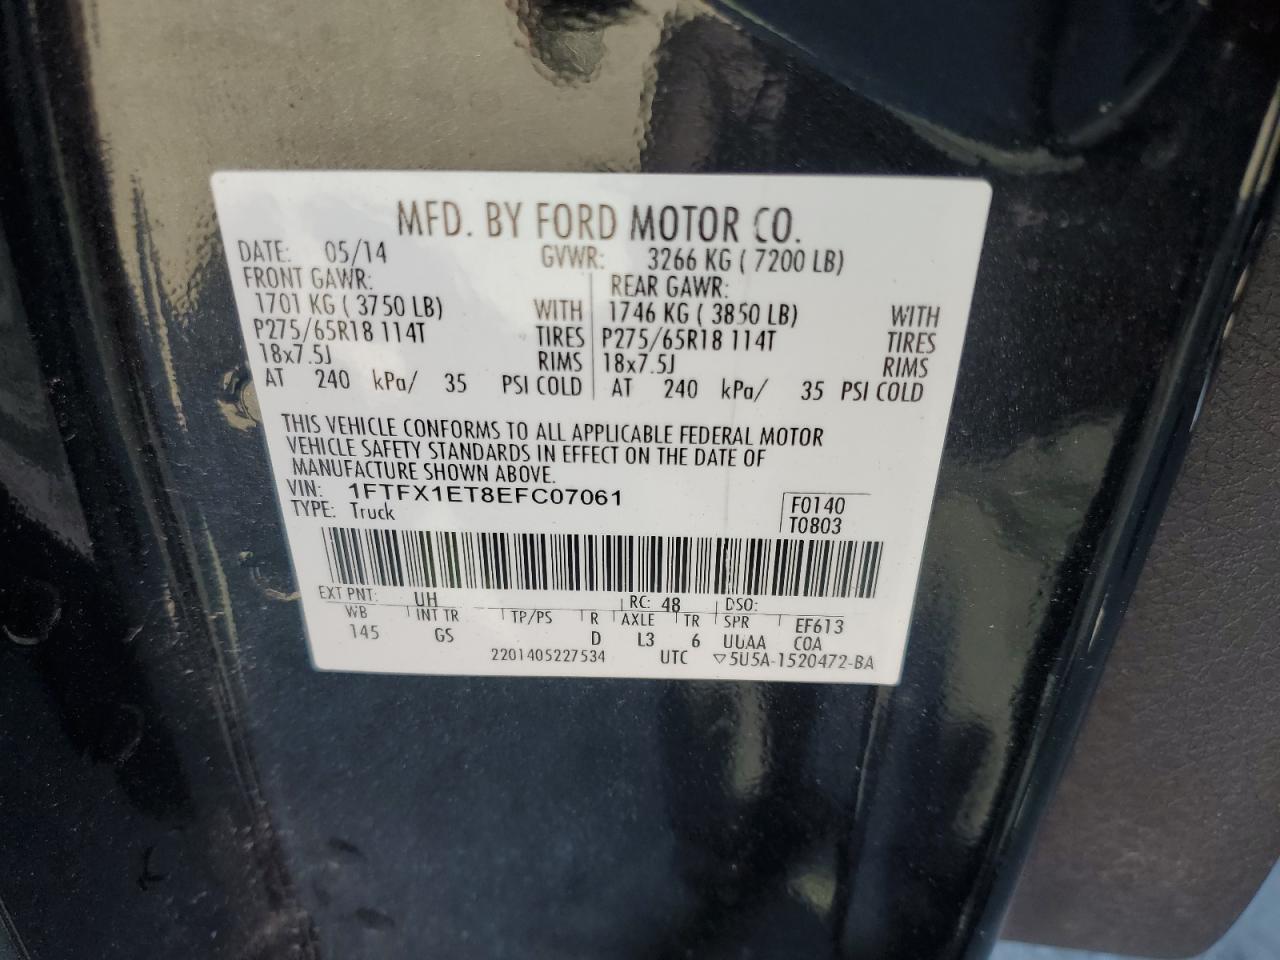 MFD. BY FORD MOTOR CO.
DATE: 05/14 GVWR: 3266 KG ( 7200 LB)
FRONT GAWR: REAR GAWR:
1701 KG ( 3750 LB) WITH 1746 KG ( 3850 LB) WITH
P275/65R18 114T TIRES P275/65R18 114T TIRES
18x7.5J RIMS 18x7.5J RIMS
AT 240 kPa/ 35 PSI COLD AT 240 kPa/ 35 PSI COLD
THIS VEHICLE CONFORMS TO ALL APPLICABLE FEDERAL MOTOR
VEHICLE SAFETY STANDARDS IN EFFECT ON THE DATE OF
MANUFACTURE SHOWN ABOVE.
VIN: 1FTFX1ET8EFC07061 F0140
TYPE: Truck T0803
EXT PNT: UH RC: 48 DSO:
WB INT TR TP/PS R AXLE TR SPR EF613
145 GS D L3 6 UUAA COA
2201405227534 UTC ▽5U5A-1520472-BA